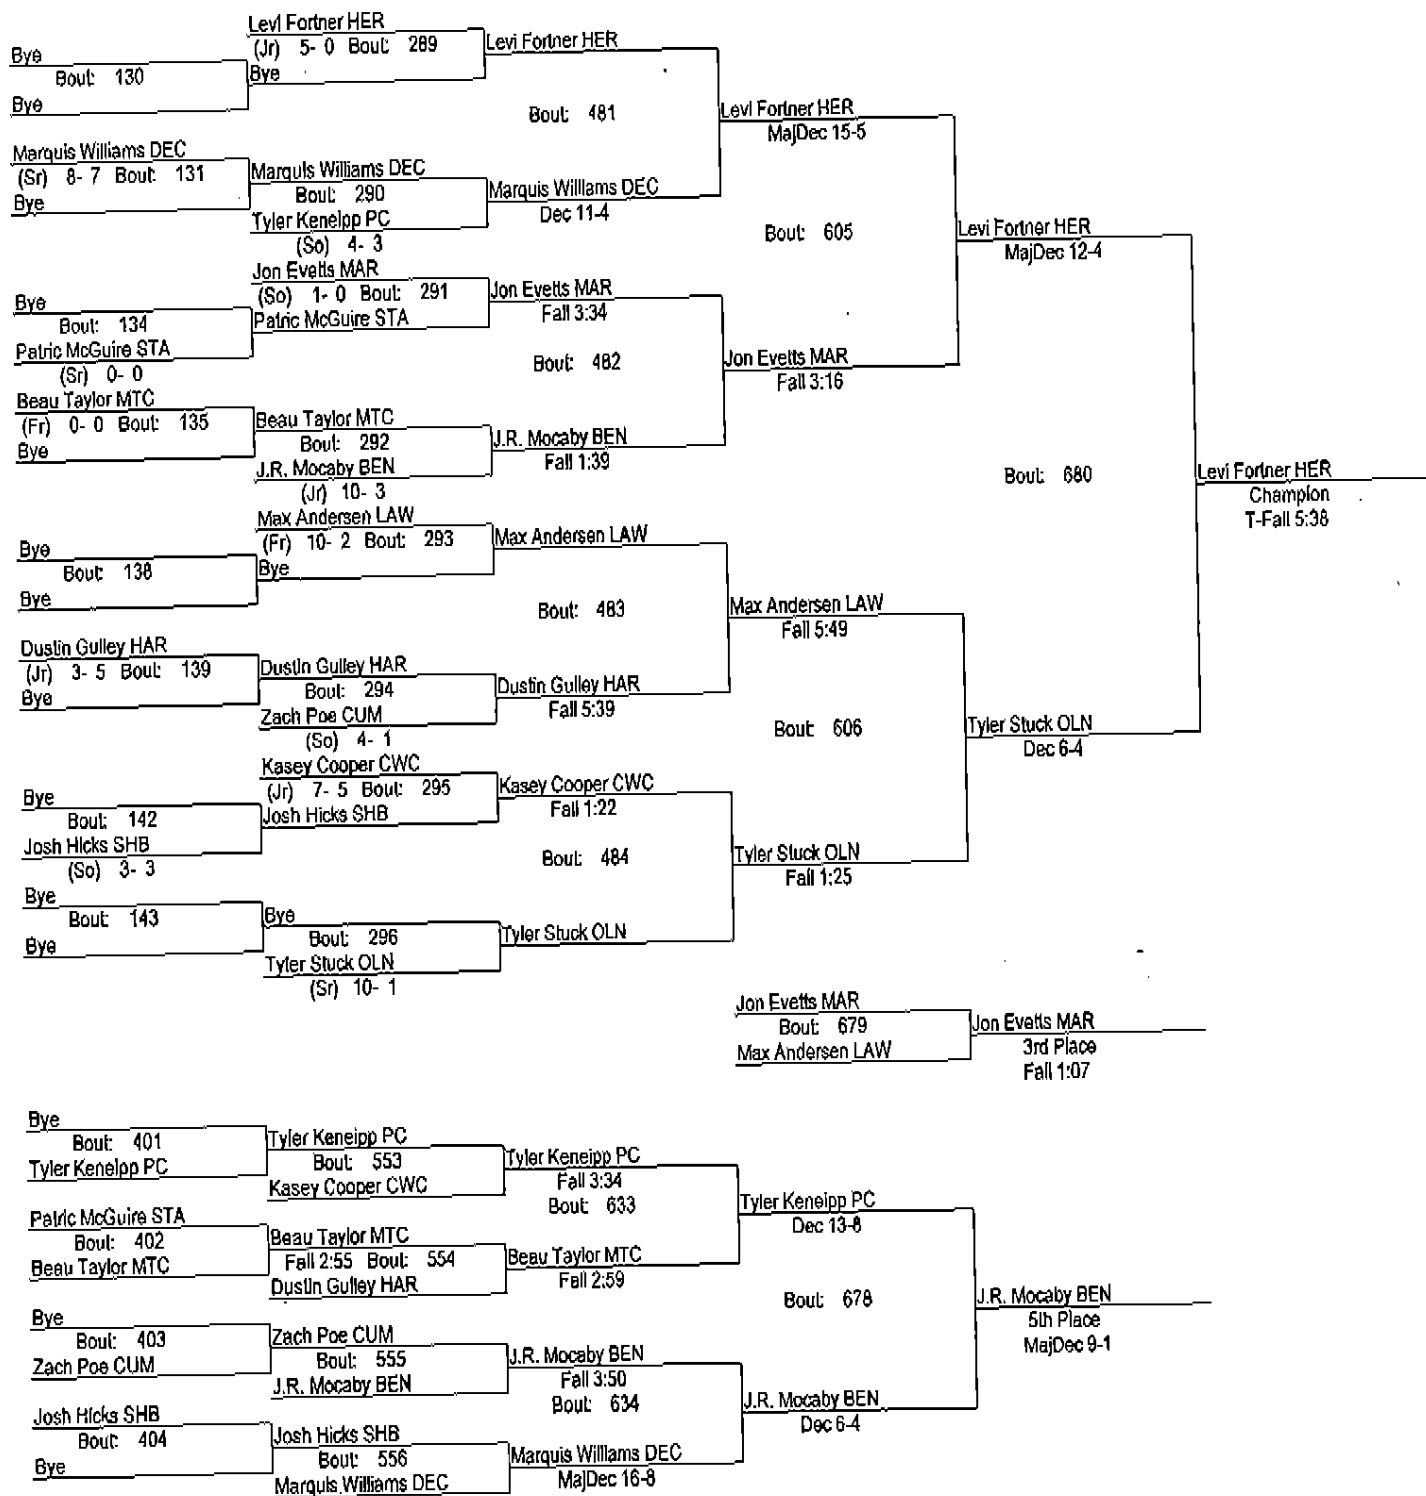 Levi Fortner HER
(Jr) 5- 0 Bout: 289
Levi Fortner HER
Bye
Bout: 130
Bye
Bye
Bout: 481
Levi Fortner HER
MajDec 15-5
Marquis Williams DEC
(Sr) 8- 7 Bout: 131
Bye
Marquis Williams DEC
Bout: 290
Tyler Keneipp PC
(So) 4- 3
Marquis Williams DEC
Dec 11-4
Bout: 605
Levi Fortner HER
MajDec 12-4
Jon Evetts MAR
(So) 1- 0 Bout: 291
Patric McGuire STA
Bye
Bout: 134
Patric McGuire STA
(Sr) 0- 0
Jon Evetts MAR
Fall 3:34
Bout: 482
Jon Evetts MAR
Fall 3:16
Beau Taylor MTC
(Fr) 0- 0 Bout: 135
Bye
Beau Taylor MTC
Bout: 292
J.R. Mocaby BEN
(Jr) 10- 3
J.R. Mocaby BEN
Fall 1:39
Bout: 680
Levi Fortner HER
Champion
T-Fall 5:38
Max Andersen LAW
(Fr) 10- 2 Bout: 293
Bye
Bye
Bout: 138
Bye
Max Andersen LAW
Bout: 483
Max Andersen LAW
Fall 5:49
Dustin Gulley HAR
(Jr) 3- 5 Bout: 139
Bye
Dustin Gulley HAR
Bout: 294
Zach Poe CUM
(So) 4- 1
Dustin Gulley HAR
Fall 5:39
Bout: 606
Tyler Stuck OLN
Dec 6-4
Kasey Cooper CWC
(Jr) 7- 5 Bout: 295
Josh Hicks SHB
Bye
Bout: 142
Josh Hicks SHB
(So) 3- 3
Kasey Cooper CWC
Fall 1:22
Bout: 484
Tyler Stuck OLN
Fall 1:25
Bye
Bout: 143
Bye
Bye
Bout: 296
Tyler Stuck OLN
(Sr) 10- 1
Tyler Stuck OLN
Jon Evetts MAR
Bout: 679
Max Andersen LAW
Jon Evetts MAR
3rd Place
Fall 1:07
Bye
Bout: 401
Tyler Keneipp PC
Tyler Keneipp PC
Bout: 553
Kasey Cooper CWC
Tyler Keneipp PC
Fall 3:34
Bout: 633
Tyler Keneipp PC
Dec 13-8
Patric McGuire STA
Bout: 402
Beau Taylor MTC
Beau Taylor MTC
Fall 2:55 Bout: 554
Dustin Gulley HAR
Beau Taylor MTC
Fall 2:59
Bout: 678
J.R. Mocaby BEN
5th Place
MajDec 9-1
Bye
Bout: 403
Zach Poe CUM
Zach Poe CUM
Bout: 555
J.R. Mocaby BEN
J.R. Mocaby BEN
Fall 3:50
Bout: 634
J.R. Mocaby BEN
Dec 6-4
Josh Hicks SHB
Bout: 404
Bye
Josh Hicks SHB
Bout: 556
Marquis Williams DEC
Marquis Williams DEC
MajDec 16-8